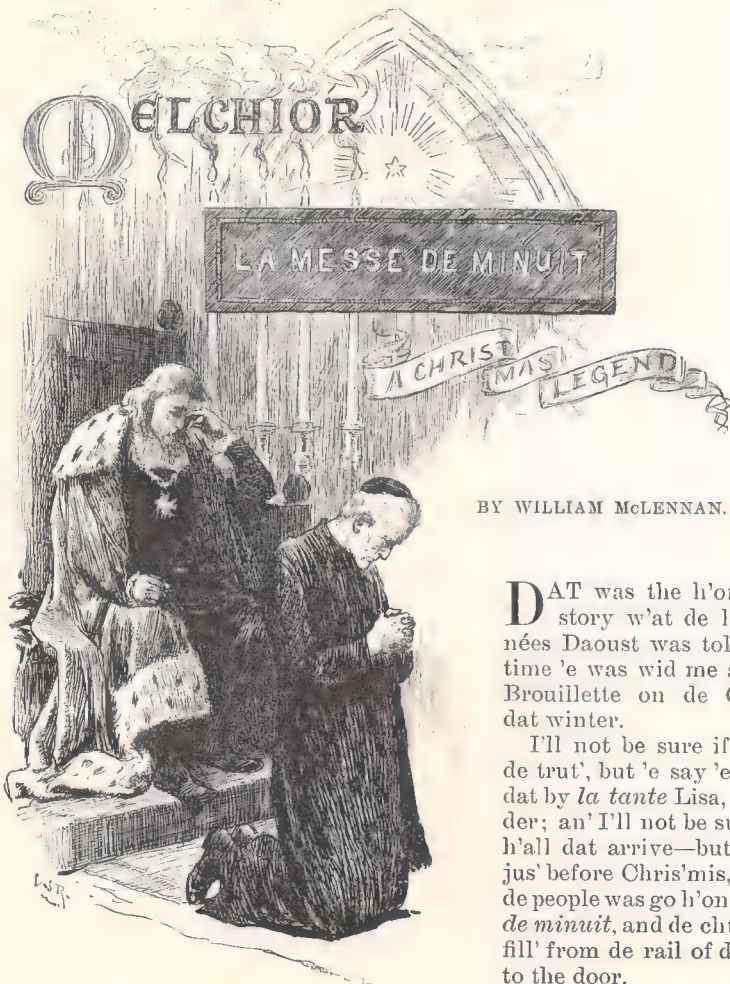 MELCHIOR
LA MESSE DE MINUIT
A CHRIST
MAS
LEGEND
BY WILLIAM McLENNAN.
DAT was the h'on
story w'at de l
nées Daoust was tol
time 'e was wid me a
Brouillette on de C
dat winter.
I'll not be sure if
de trut', but 'e say 'e
dat by la tante Lisa,
der; an' I'll not be su
h'all dat arrive—but
jus' before Chris'mis,
de people was go h'on
de minuit, and de chu
fill' from de rail of d
to the door.